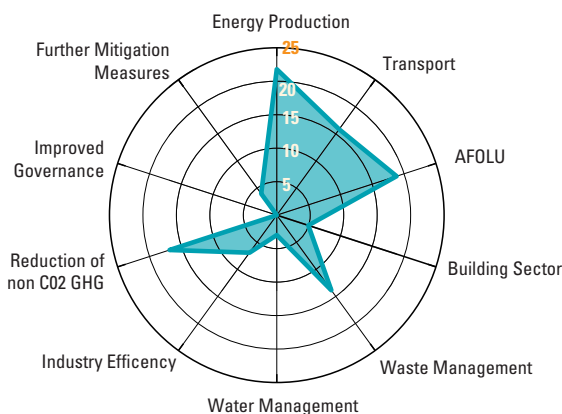 Energy Production
Further Mitigation
Measures
25
Transport
20
15
Improved
Governance
10
AFOLU
5
Reduction of
non C02 GHG
Building Sector
Industry Efficency
Waste Management
Water Management